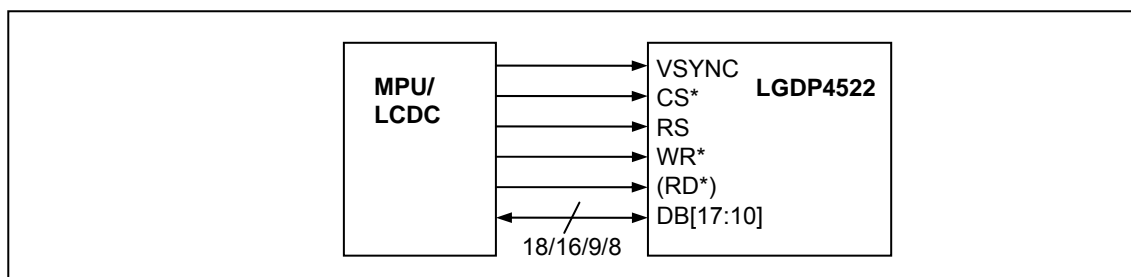 MPU/
LCDC
VSYNC
CS*
RS
WR*
(RD*)
DB[17:10]
LGDP4522
18/16/9/8